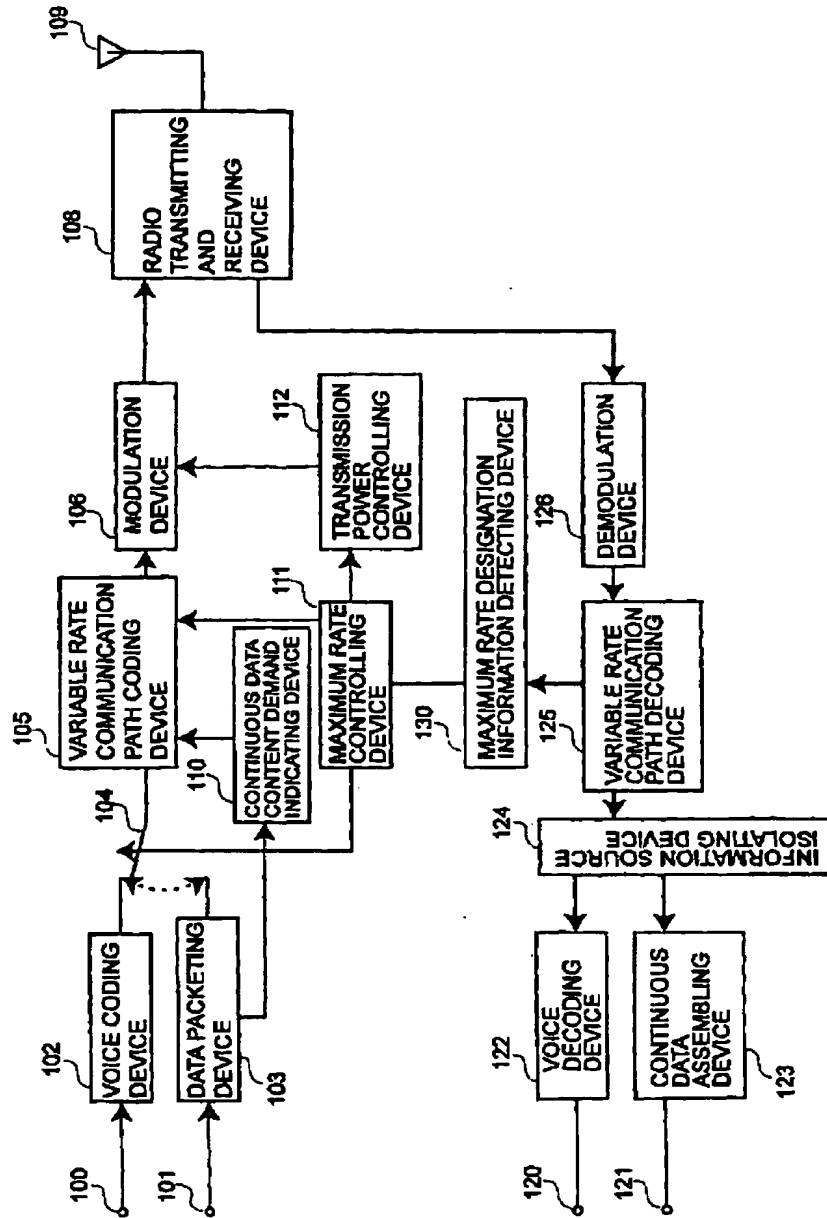 100
101
102
VOICE CODING
DEVICE
DATA PACKETING
DEVICE
103
104
105
VARIABLE RATE
COMMUNICATION
PATH CODING
DEVICE
106
MODULATION
DEVICE
108
RADIO
TRANSMITTING
AND
RECEIVING
DEVICE
109
110
CONTINUOUS DATA
CONTENT DEMAND
INDICATING DEVICE
111
MAXIMUM RATE
CONTROLLING
DEVICE
112
TRANSMISSION
POWER
CONTROLLING
DEVICE
130
MAXIMUM RATE DESIGNATION
INFORMATION DETECTING DEVICE
120
121
122
VOICE
DECODING
DEVICE
CONTINUOUS
DATA
ASSEMBLING
DEVICE
123
124
INFORMATION SOURCE
ISOLATING DEVICE
125
VARIABLE RATE
COMMUNICATION
PATH DECODING
DEVICE
126
DEMODULATION
DEVICE